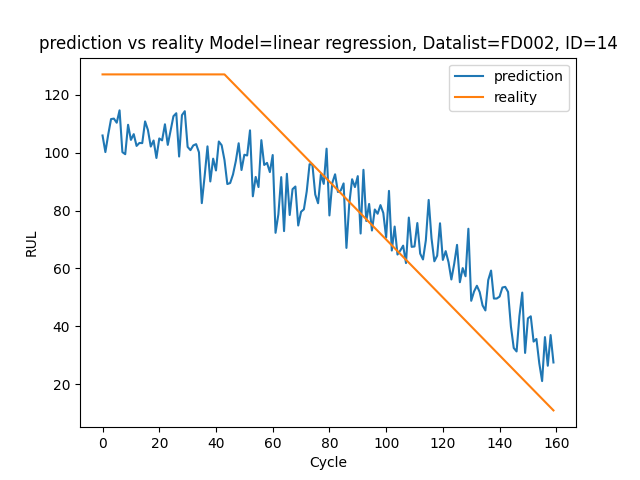 prediction vs reality Model=linear regression, Datalist=FD002, ID=14
prediction
reality
RUL
120
100
80
60
40
20
0 20 40 60 80 100 120 140 160
Cycle